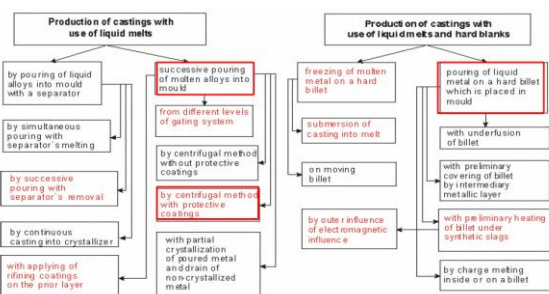 Production of castings with
use of liquid melts
by pouring of liquid
alloys into mould
with a separator
by simultaneous
pouring with
separator`s melting
by successive
pouring with
separator`s removal
by continuous
casting into crystallizer
with applying of
rifining coatings
on the prior layer
successive pouring
of molten alloys into
mould
from different levels
of gating system
by centrifugal method
without protective
coatings
by centrifugal method
with protective
coatings
with partial
crystallization
of poured metal
and drain of
non-crystallized
metal
Production of castings with
use of liquid melts and hard blanks
freezing of molten
metal on a hard
billet
submersion of
casting into melt
on moving
billet
by outer influence
of electromagnetic
influence
pouring of liquid
metal on a hard billet
which is placed in
mould
with underfusion
of billet
with preliminary
covering of billet
by intermediary
metallic layer
with preliminary heating
of billet under
synthetic slags
by charge melting
inside or on a billet